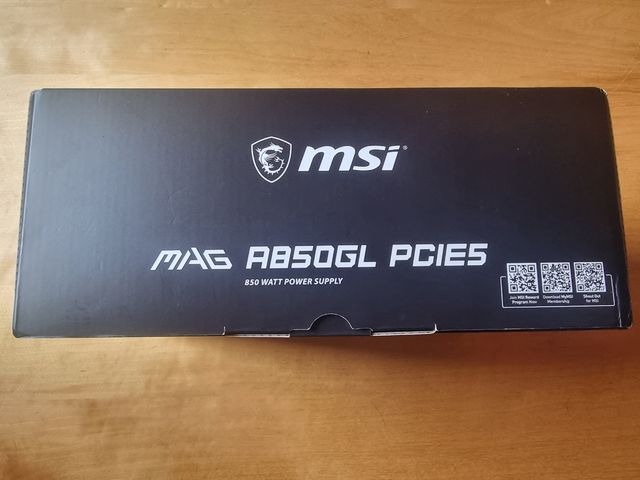 msi
MAG A850GL PCIE5
850 WATT POWER SUPPLY
Join MSI Reward Program Now
Download MyMSI Membership
Shout Out for MSI